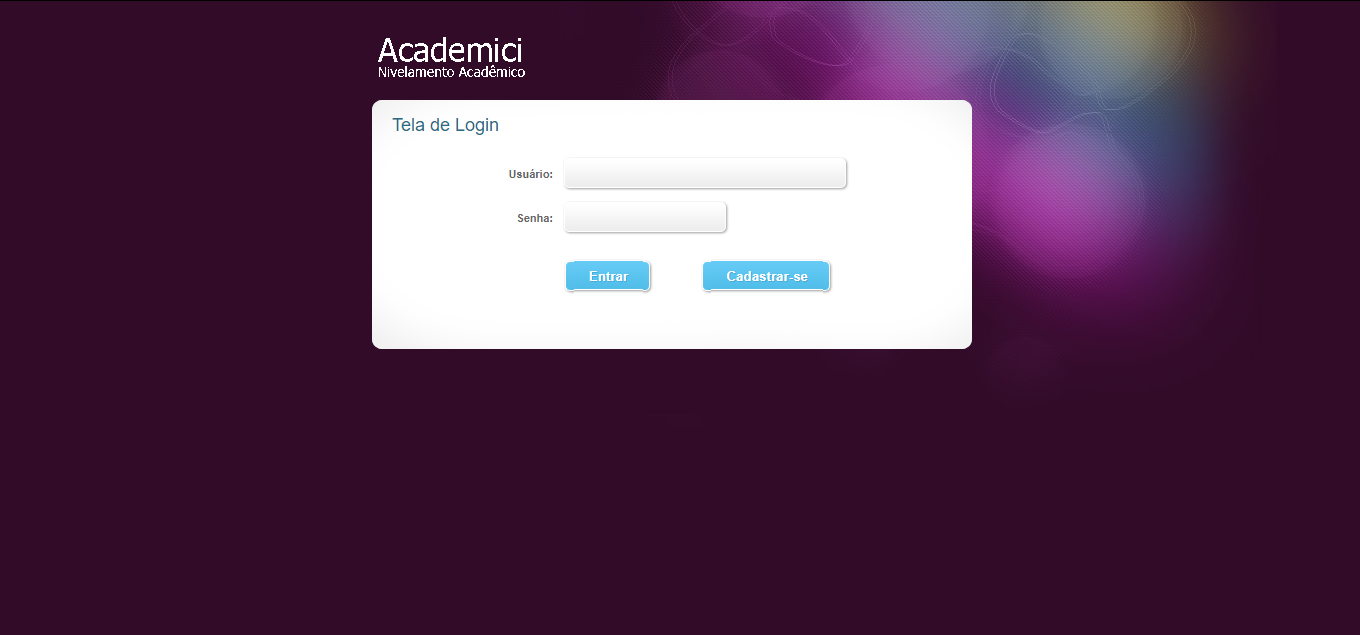 Academici
Nivelamento Acadêmico
Tela de Login
Usuário:
Senha:
Entrar
Cadastrar-se